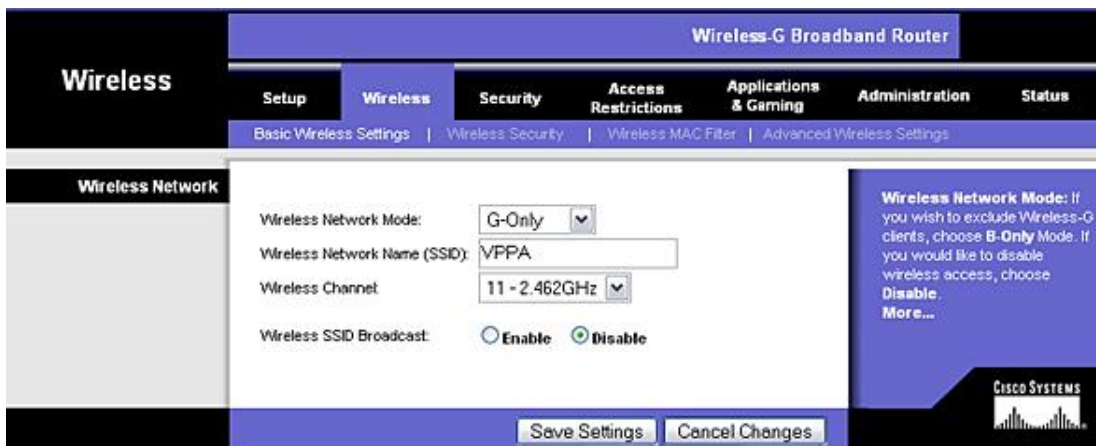 Wireless-G Broadband Router
Wireless
Setup Wireless Security Access Restrictions Applications & Gaming Administration Status
Basic Wireless Settings | Wireless Security | Wireless MAC Filter | Advanced Wireless Settings
Wireless Network
Wireless Network Mode: G-Only
Wireless Network Name (SSID): VPPA
Wireless Channel: 11 - 2.462GHz
Wireless SSID Broadcast: Enable Disable
Wireless Network Mode: If
you wish to exclude Wireless-G
clients, choose B-Only Mode. If
you would like to disable
wireless access, choose
Disable.
More...
CISCO SYSTEMS
Save Settings Cancel Changes